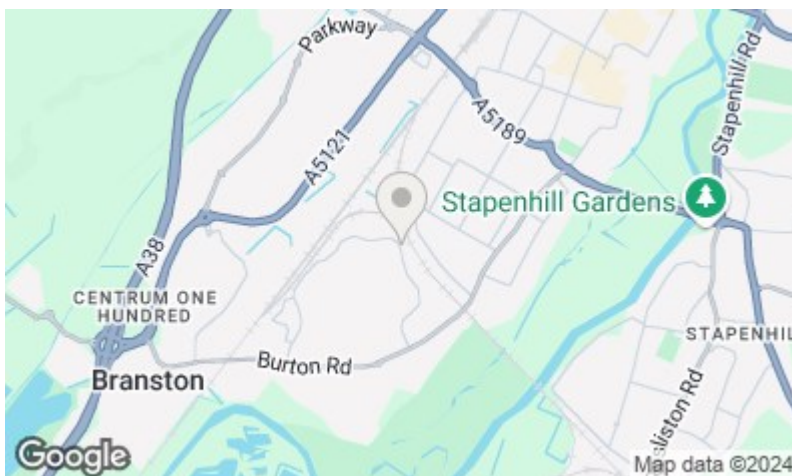 Parkway
Stapenhill Rd
A5189
A5121
Stapenhill Gardens
A38
CENTRUM ONE
HUNDRED
STAPENHIL
Burton Rd
Branston
Rd
Google
Map data ©2024